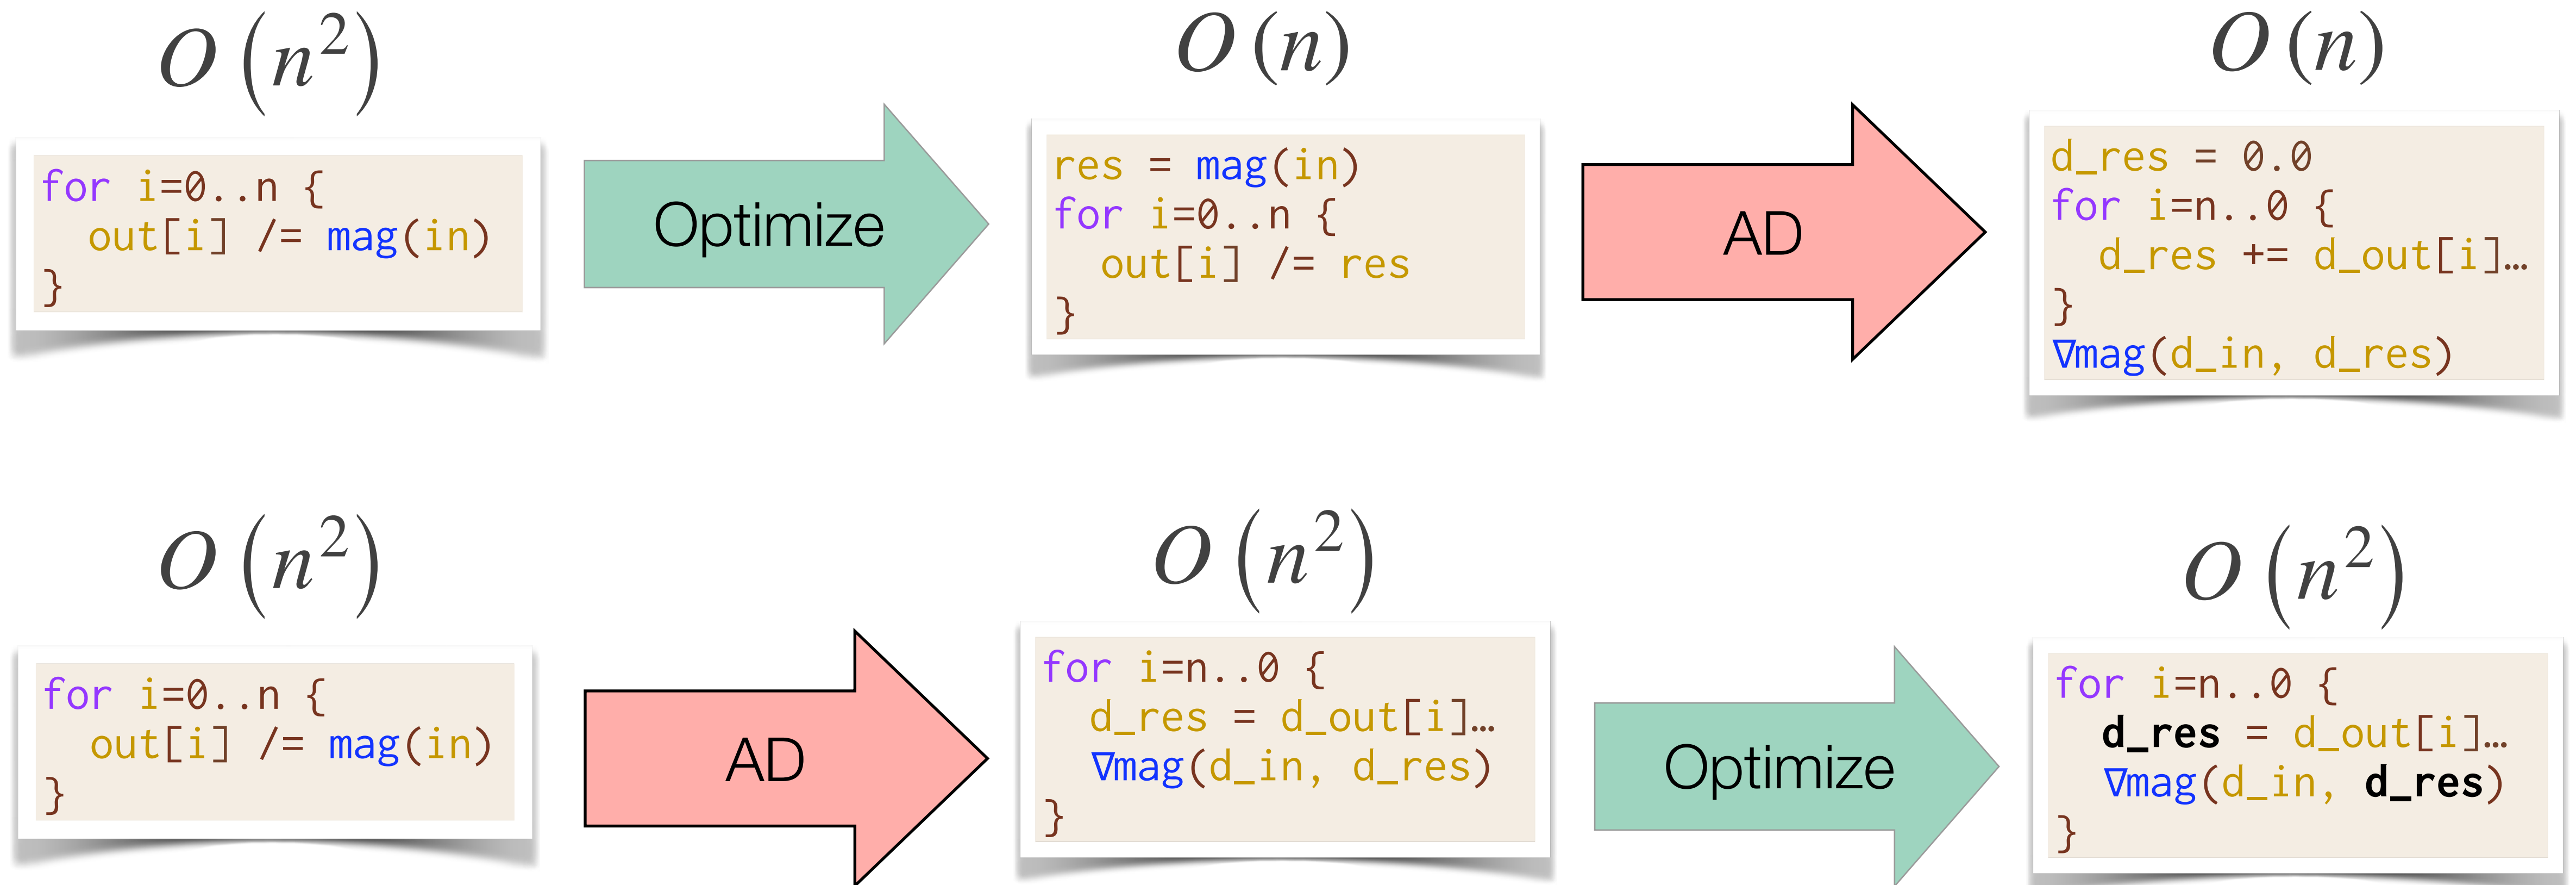 O (n²)
for i=0..n {
  out[i] /= mag(in)
}
Optimize
O (n)
res = mag(in)
for i=0..n {
  out[i] /= res
}
AD
O (n)
d_res = 0.0
for i=n..0 {
  d_res += d_out[i]…
}
∇mag(d_in, d_res)
O (n²)
for i=0..n {
  out[i] /= mag(in)
}
AD
O (n²)
for i=n..0 {
  d_res = d_out[i]…
  ∇mag(d_in, d_res)
}
Optimize
O (n²)
for i=n..0 {
  d_res = d_out[i]…
  ∇mag(d_in, d_res)
}